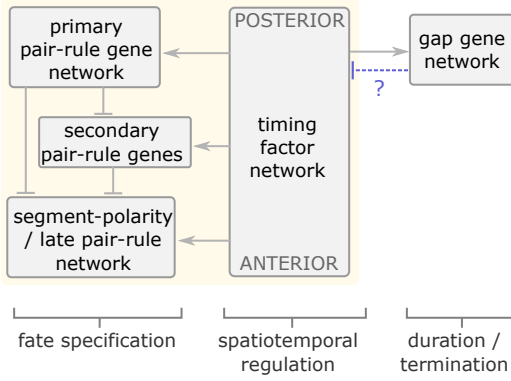 primary
pair-rule gene
network
POSTERIOR
gap gene
network
?
secondary
pair-rule genes
timing
factor
network
segment-polarity
/ late pair-rule
network
ANTERIOR
fate specification
spatiotemporal
regulation
duration /
termination